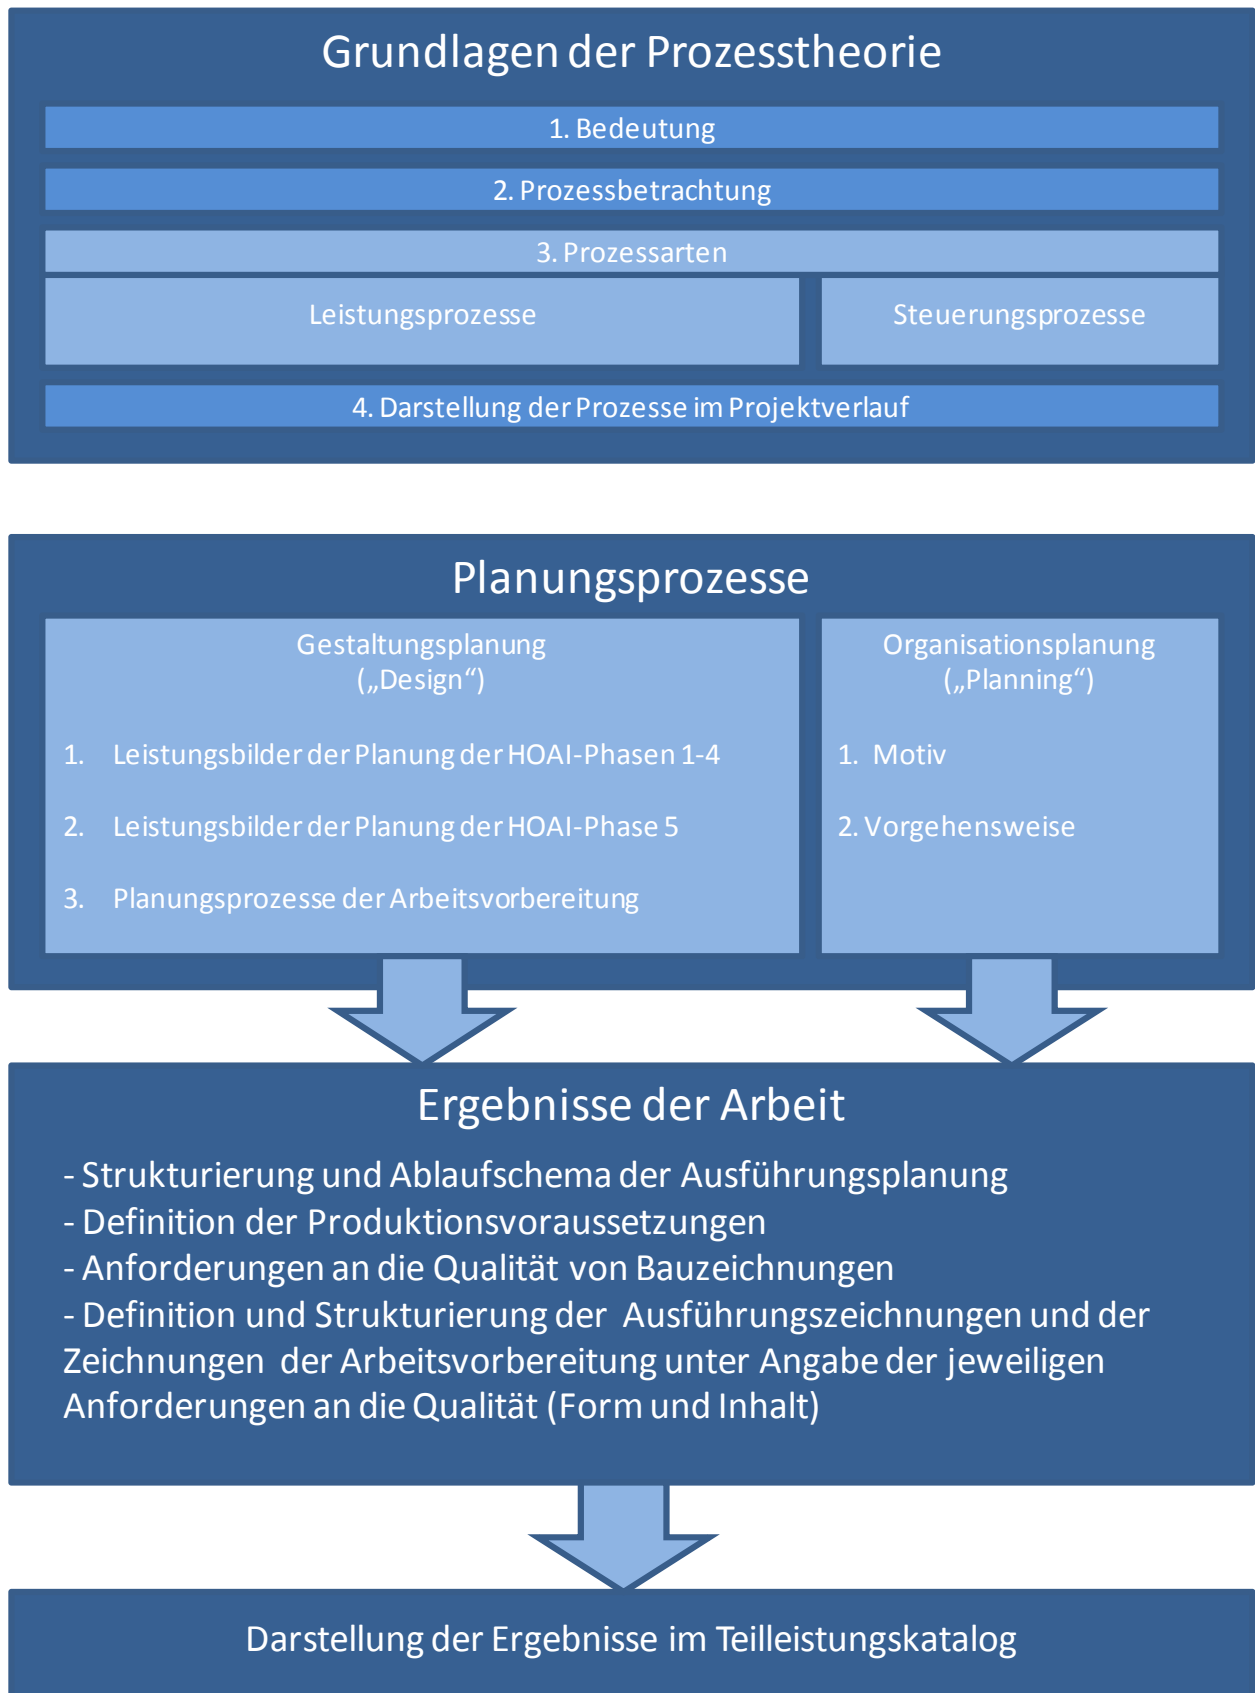 Grundlagen der Prozesstheorie
1. Bedeutung
2. Prozessbetrachtung
3. Prozessarten
Leistungsprozesse
Steuerungsprozesse
4. Darstellung der Prozesse im Projektverlauf
Planungsprozesse
Gestaltungsplanung
(„Design“)
1. Leistungsbilder der Planung der HOAI-Phasen 1-4
2. Leistungsbilder der Planung der HOAI-Phase 5
3. Planungsprozesse der Arbeitsvorbereitung
Organisationsplanung
(„Planning“)
1. Motiv
2. Vorgehensweise
Ergebnisse der Arbeit
- Strukturierung und Ablaufschema der Ausführungsplanung
- Definition der Produktionsvoraussetzungen
- Anforderungen an die Qualität von Bauzeichnungen
- Definition und Strukturierung der Ausführungszeichnungen und der
Zeichnungen der Arbeitsvorbereitung unter Angabe der jeweiligen
Anforderungen an die Qualität (Form und Inhalt)
Darstellung der Ergebnisse im Teilleistungskatalog